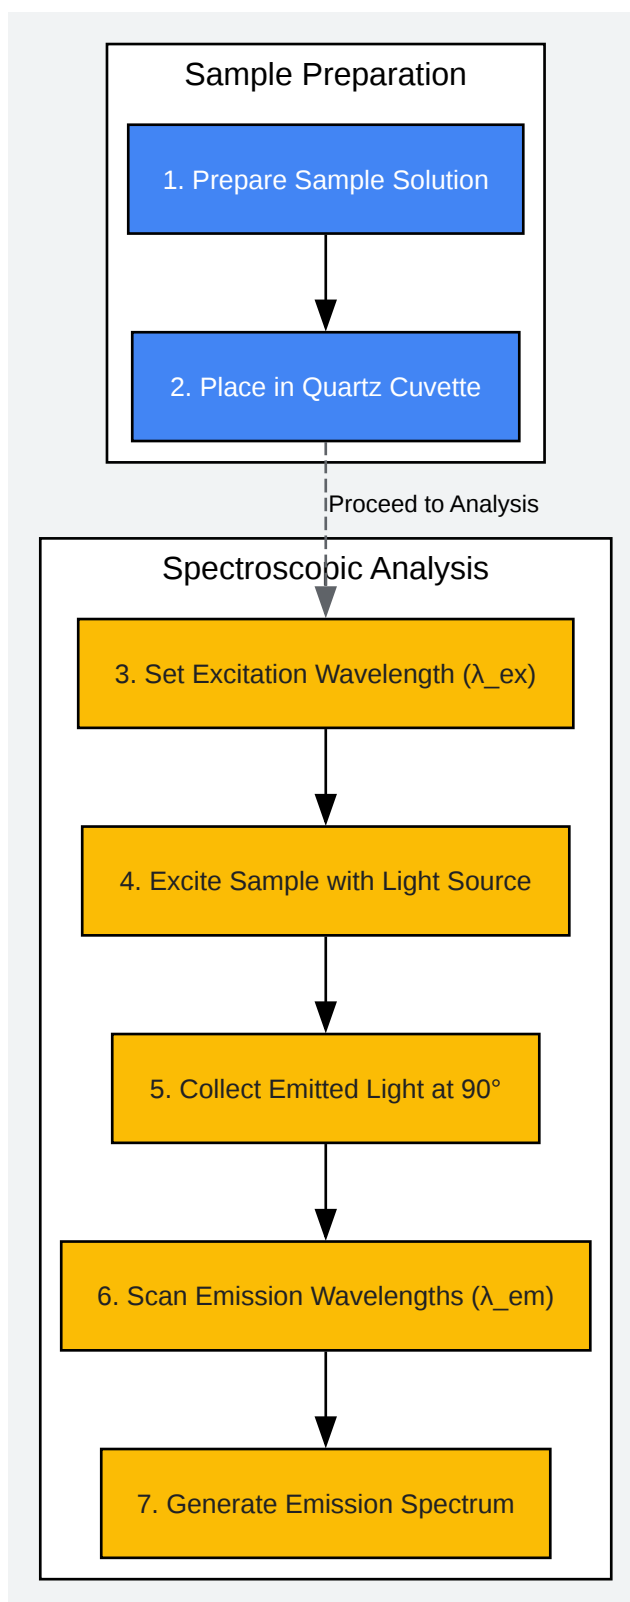 Sample Preparation
1. Prepare Sample Solution
2. Place in Quartz Cuvette
Proceed to Analysis
Spectroscopic Analysis
3. Set Excitation Wavelength (λ_ex)
4. Excite Sample with Light Source
5. Collect Emitted Light at 90°
6. Scan Emission Wavelengths (λ_em)
7. Generate Emission Spectrum